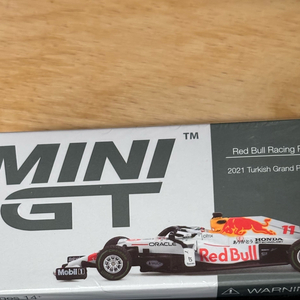 MINI
GT
TM
Red Bull Racing
2021 Turkish Grand
ORACLE
HONDA
11
Red Bull
Mobil 1
WARNIN